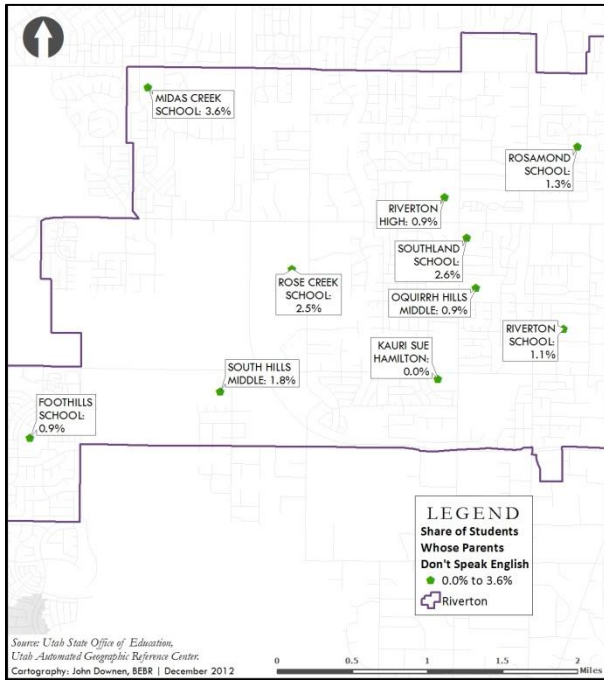 MIDAS CREEK
SCHOOL: 3.6%
ROSAMOND
SCHOOL:
1.3%
RIVERTON
HIGH: 0.9%
SOUTHLAND
SCHOOL:
2.6%
ROSE CREEK
SCHOOL:
2.5%
OQUIRRH HILLS
MIDDLE: 0.9%
RIVERTON
SCHOOL:
1.1%
KAURI SUE
HAMILTON:
0.0%
SOUTH HILLS
MIDDLE: 1.8%
FOOTHILLS
SCHOOL:
0.9%
LEGEND
Share of Students
Whose Parents
Don't Speak English
0.0% to 3.6%
Riverton
Source: Utah State Office of Education,
Utah Automated Geographic Reference Center.
Cartography: John Downen, BEBR | December 2012
0 0.5 1 1.5 2
Miles